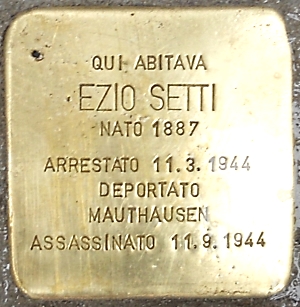 QUI ABITAVA
EZIO SETTI
NATO 1887
ARRESTATO 11.3.1944
DEPORTATO
MAUTHAUSEN
ASSASSINATO 11.9.1944